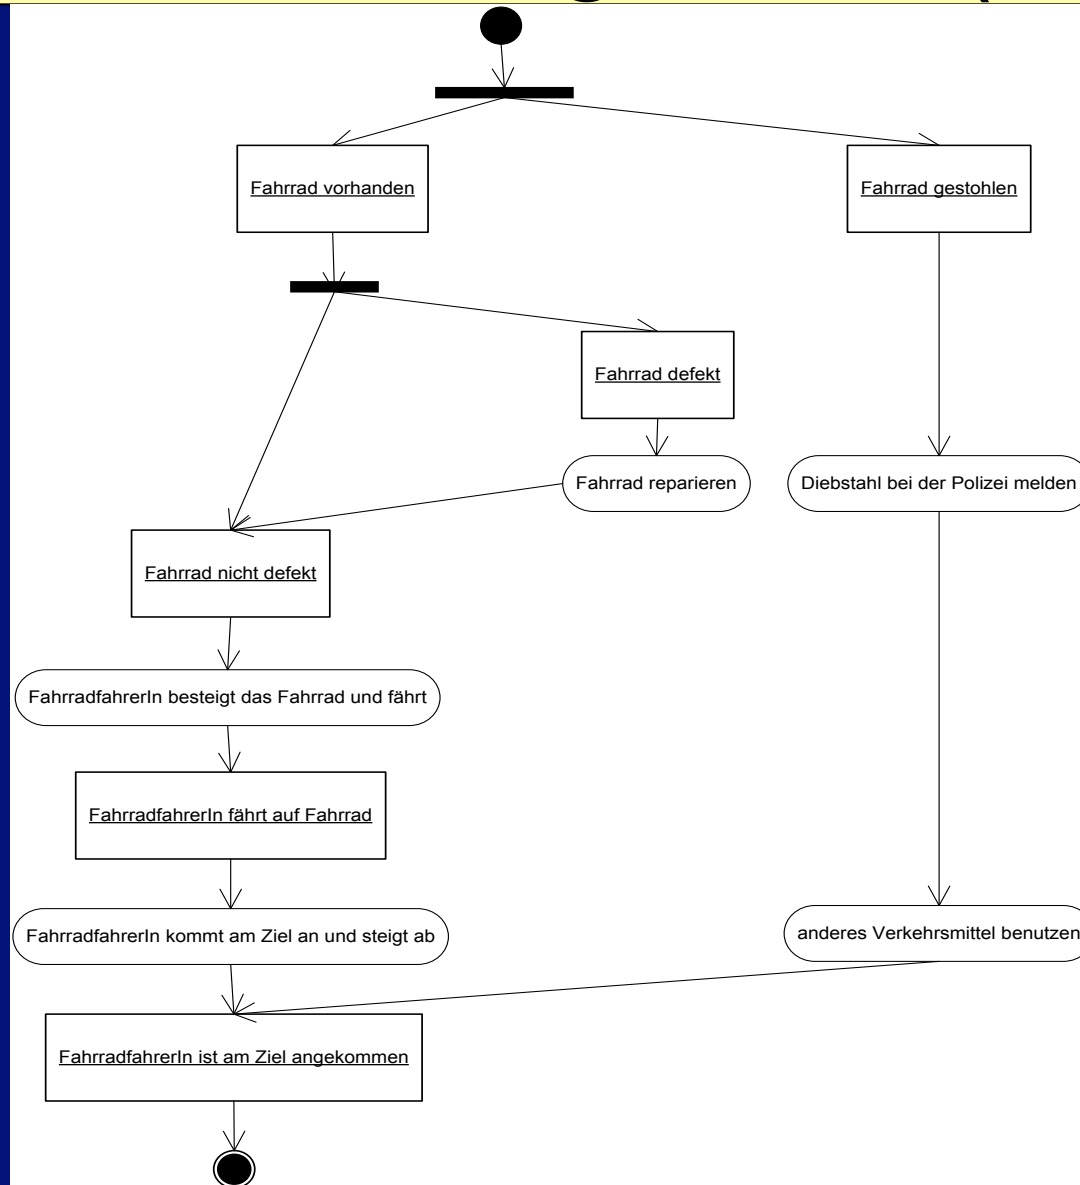 Fahrrad vorhanden
Fahrrad gestohlen
Fahrrad defekt
Fahrrad reparieren
Diebstahl bei der Polizei melden
Fahrrad nicht defekt
FahrradfahrerIn besteigt das Fahrrad und fährt
FahrradfahrerIn fährt auf Fahrrad
FahrradfahrerIn kommt am Ziel an und steigt ab
anderes Verkehrsmittel benutzen
FahrradfahrerIn ist am Ziel angekommen